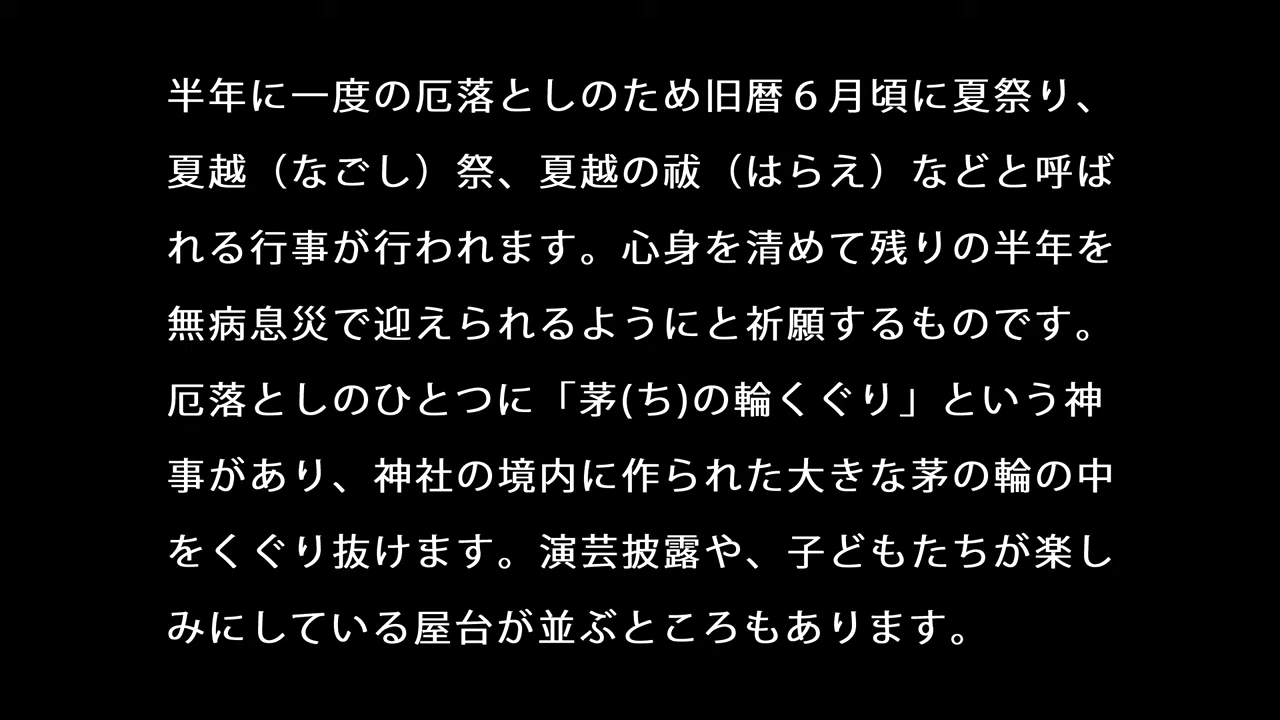 半年に一度の厄落としのため旧暦６月頃に夏祭り、
夏越（なごし）祭、夏越の祓（はらえ）などと呼ば
れる行事が行われます。心身を清めて残りの半年を
無病息災で迎えられるようにと祈願するものです。
厄落としのひとつに「茅(ち)の輪くぐり」という神
事があり、神社の境内に作られた大きな茅の輪の中
をくぐり抜けます。演芸披露や、子どもたちが楽し
みにしている屋台が並ぶところもあります。